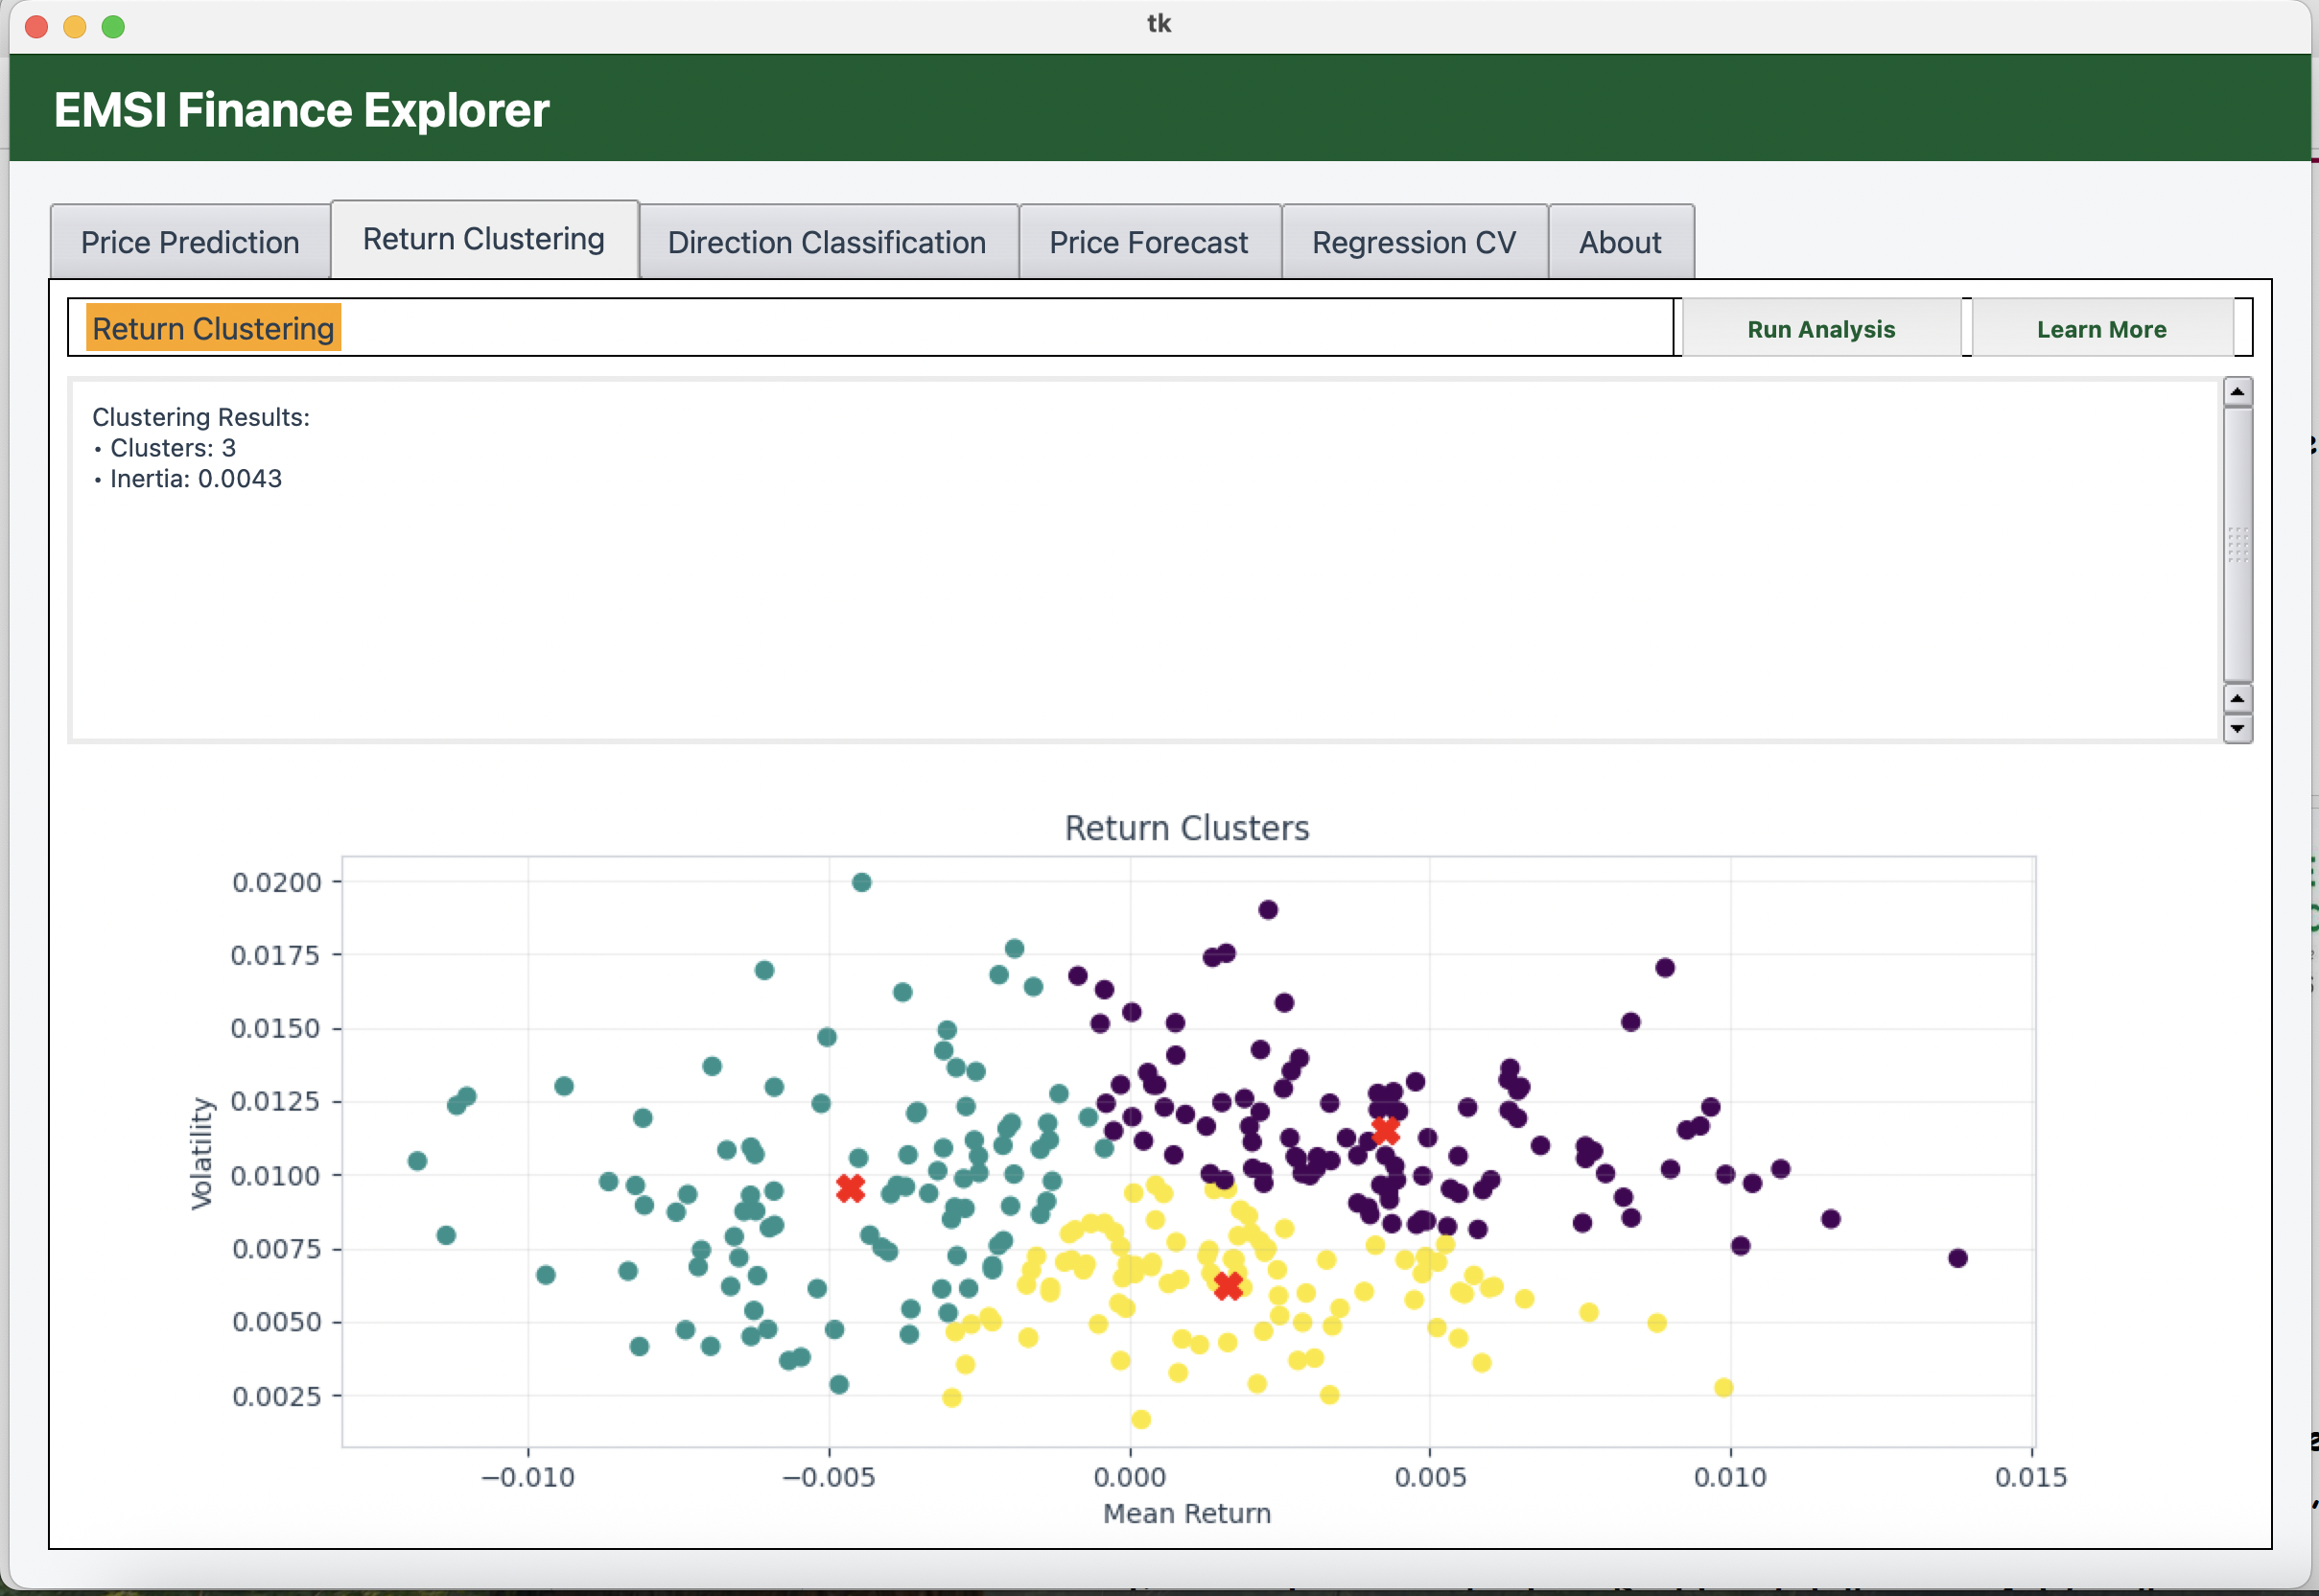 tk
EMSI Finance Explorer
Price Prediction
Return Clustering
Direction Classification
Price Forecast
Regression CV
About
Return Clustering
Run Analysis
Learn More
Clustering Results:
• Clusters: 3
• Inertia: 0.0043
Return Clusters
0.0200
0.0175
0.0150
0.0125
0.0100
0.0075
0.0050
0.0025
Volatility
−0.010
−0.005
0.000
0.005
0.010
0.015
Mean Return